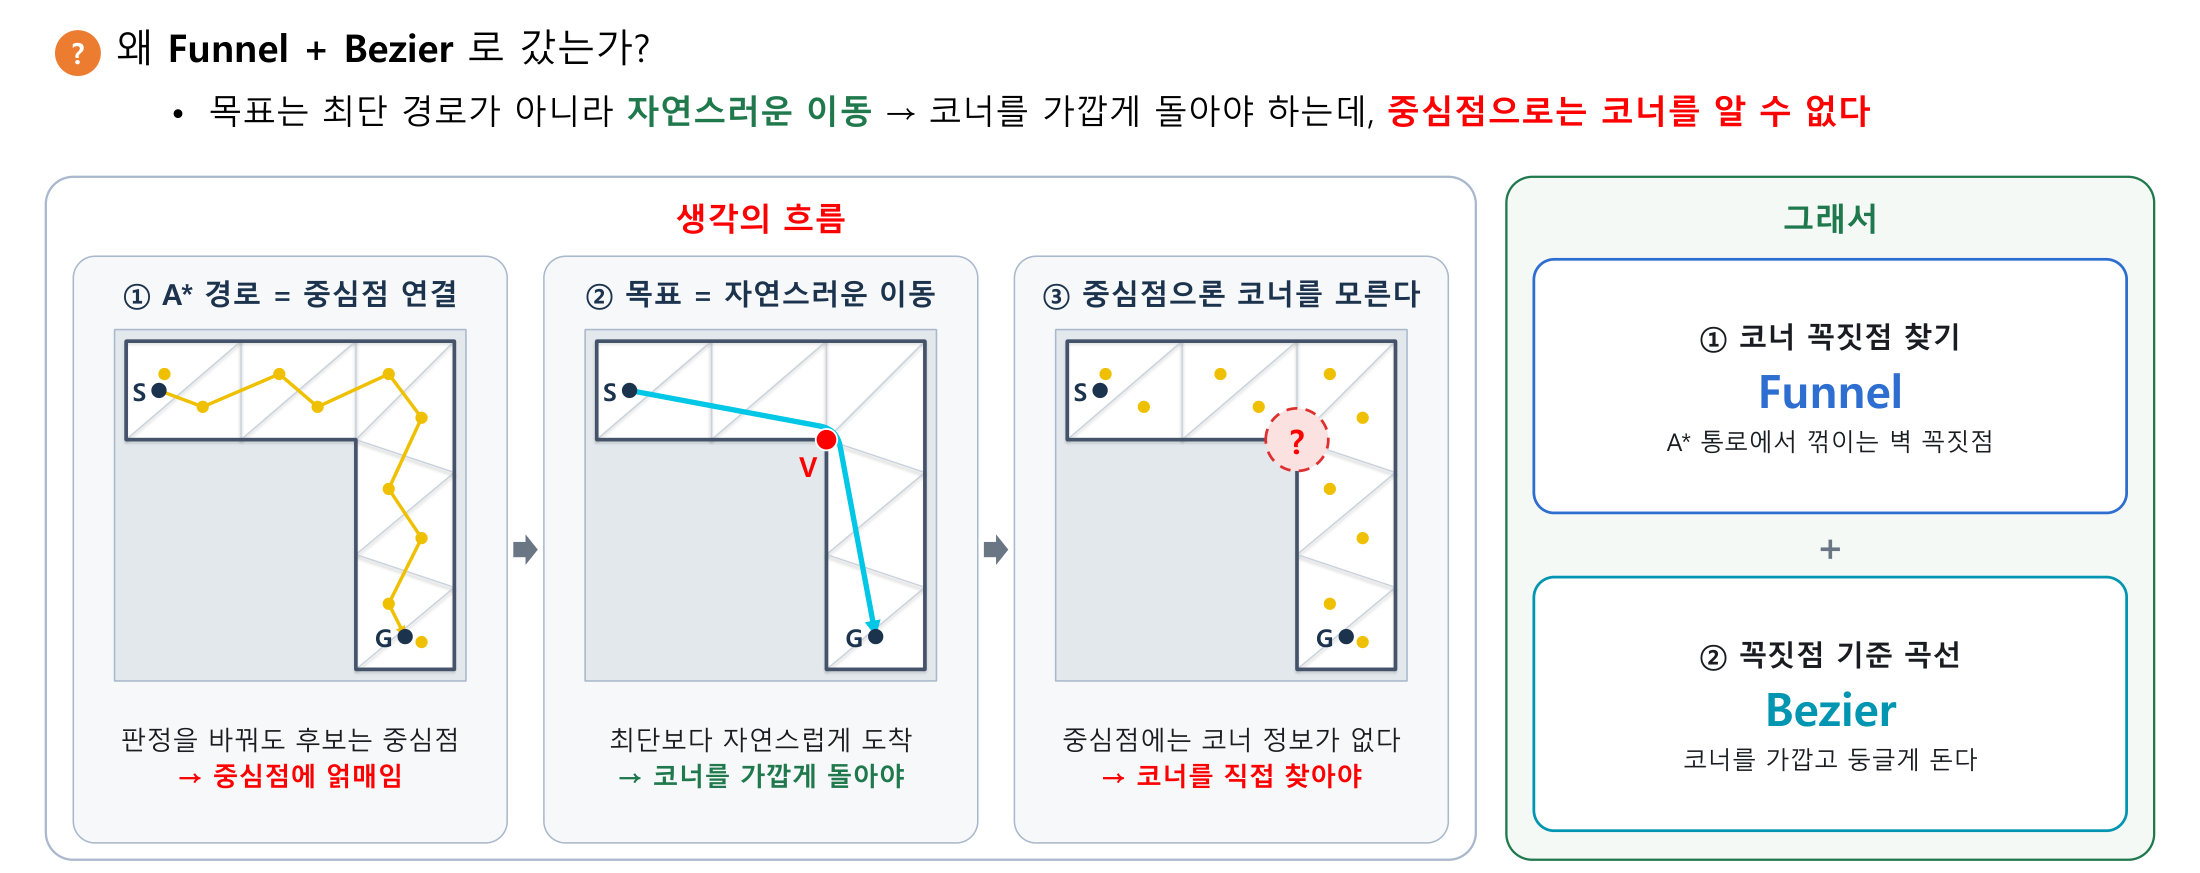 ? 왜 Funnel + Bezier 로 갔는가?
• 목표는 최단 경로가 아니라 자연스러운 이동 → 코너를 가깝게 돌아야 하는데, 중심점으로는 코너를 알 수 없다
생각의 흐름
① A* 경로 = 중심점 연결
S
G
판정을 바꿔도 후보는 중심점
→ 중심점에 얽매임
② 목표 = 자연스러운 이동
S
V
G
최단보다 자연스럽게 도착
→ 코너를 가깝게 돌아야
③ 중심점으론 코너를 모른다
S
?
G
중심점에는 코너 정보가 없다
→ 코너를 직접 찾아야
그래서
① 코너 꼭짓점 찾기
Funnel
A* 통로에서 꺾이는 벽 꼭짓점
+
② 꼭짓점 기준 곡선
Bezier
코너를 가깝고 둥글게 돈다